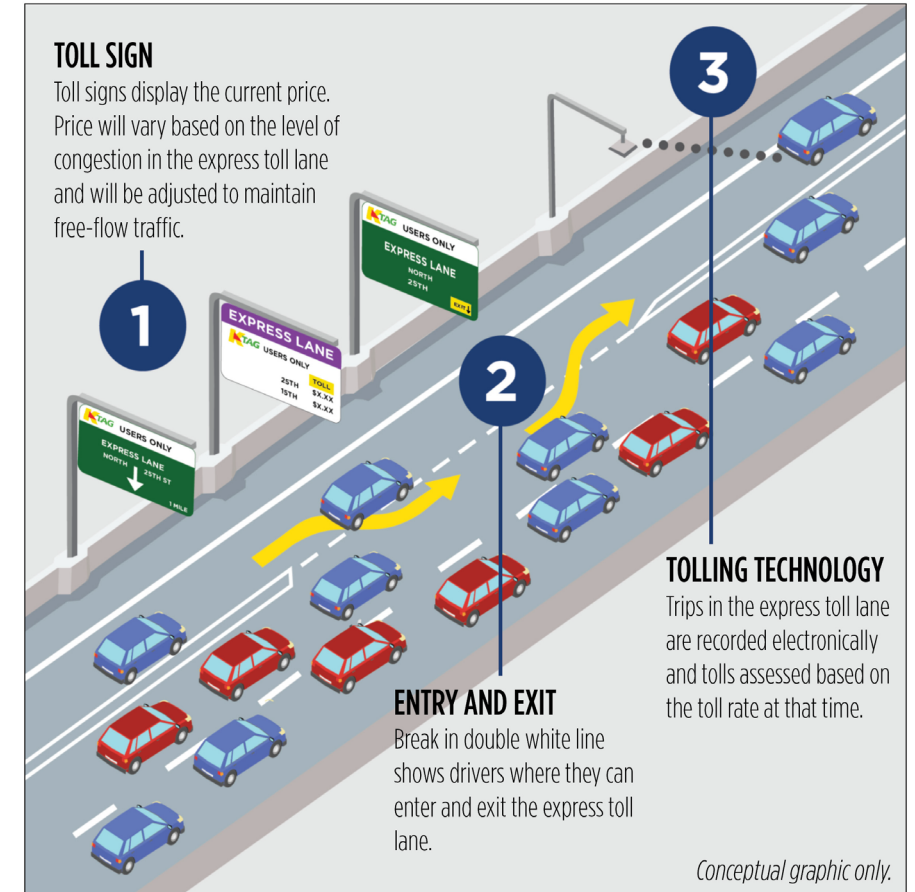 TOLL SIGN
Toll signs display the current price.
Price will vary based on the level of
congestion in the express toll lane
and will be adjusted to maintain
free-flow traffic.
1
KTAG USERS ONLY
EXPRESS LANE
NORTH 25TH ST
1 MILE
EXPRESS LANE
KTAG USERS ONLY
TOLL
25TH $X.XX
15TH $X.XX
KTAG USERS ONLY
EXPRESS LANE
NORTH
25TH
EXIT
2
ENTRY AND EXIT
Break in double white line
shows drivers where they can
enter and exit the express toll
lane.
3
TOLLING TECHNOLOGY
Trips in the express toll lane
are recorded electronically
and tolls assessed based on
the toll rate at that time.
Conceptual graphic only.